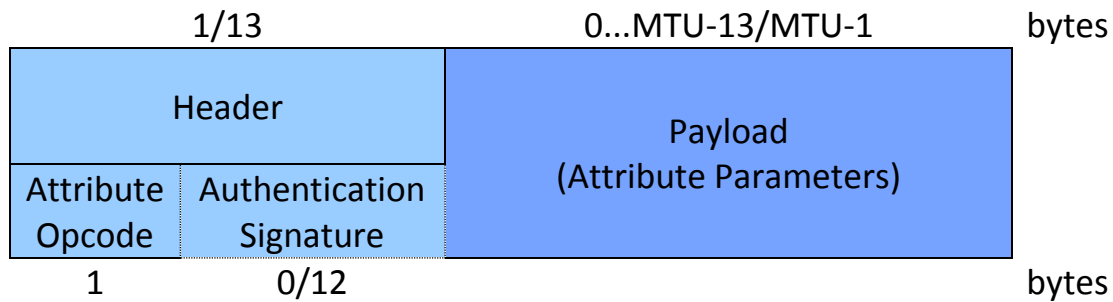 1/13 0...MTU-13/MTU-1 bytes
Header
Payload
(Attribute Parameters)
Attribute Authentication
Opcode Signature
1 0/12 bytes